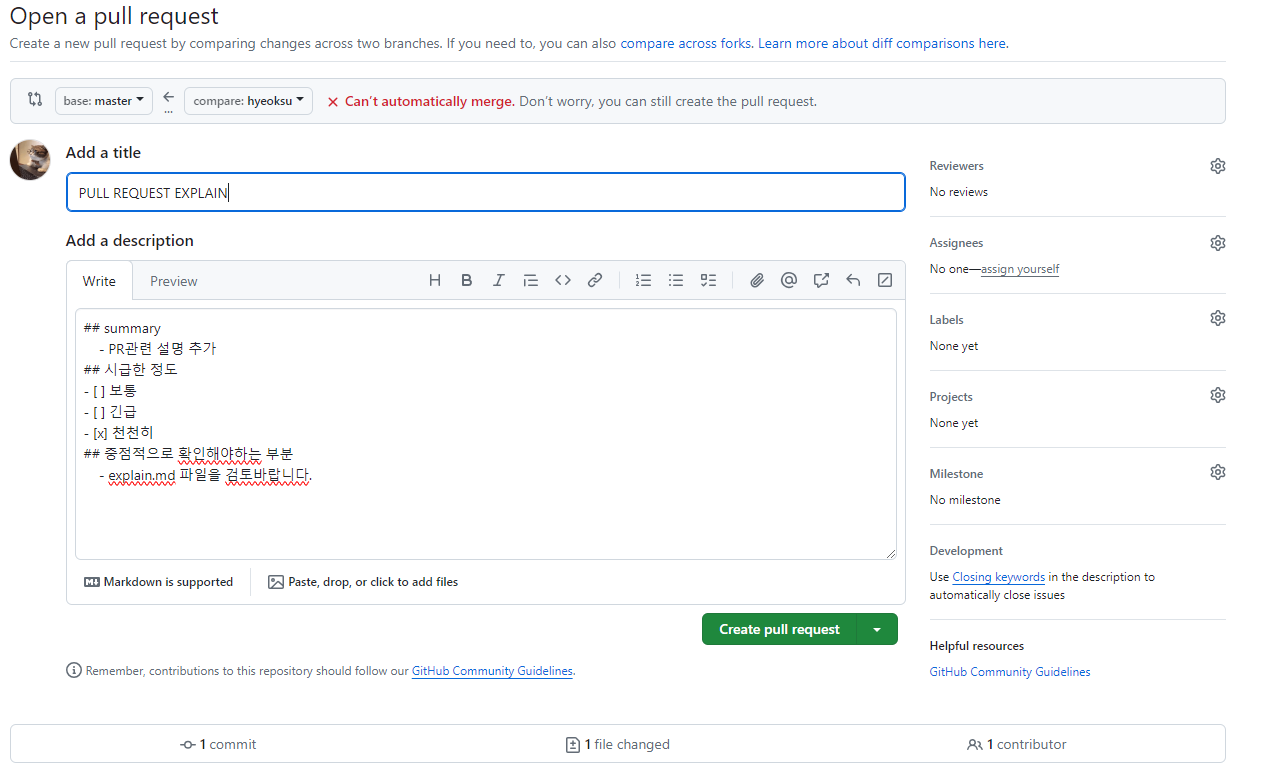 Open a pull request
Create a new pull request by comparing changes across two branches. If you need to, you can also compare across forks. Learn more about diff comparisons here.
base: master
...
compare: hyeoksu
Can't automatically merge. Don't worry, you can still create the pull request.
Add a title
PULL REQUEST EXPLAIN
Add a description
Write Preview
## summary
- PR관련 설명 추가
## 시급한 정도
- [ ] 보통
- [ ] 긴급
- [x] 천천히
## 중점적으로 확인해야하는 부분
- explain.md 파일을 검토바랍니다.
Markdown is supported
Paste, drop, or click to add files
Create pull request
Remember, contributions to this repository should follow our GitHub Community Guidelines.
Reviewers
No reviews
Assignees
No one—assign yourself
Labels
None yet
Projects
None yet
Milestone
No milestone
Development
Use Closing keywords in the description to
automatically close issues
Helpful resources
GitHub Community Guidelines
1 commit
1 file changed
1 contributor